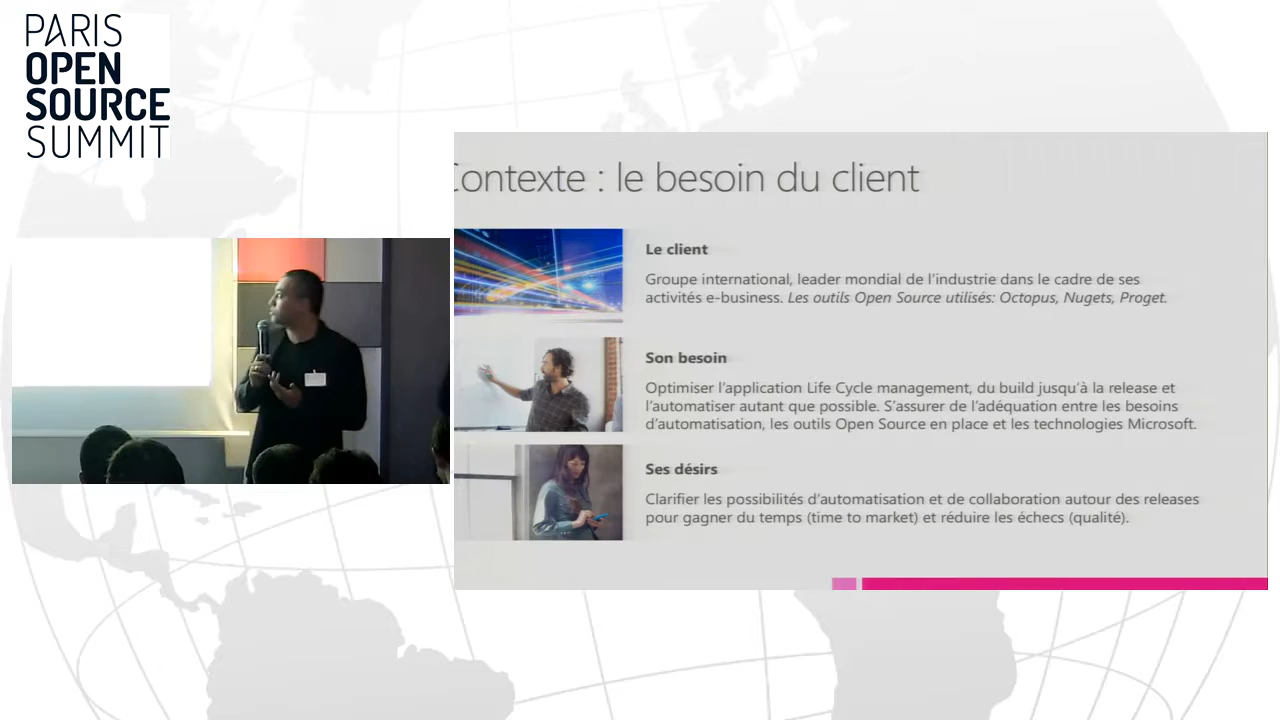 PARIS
OPEN
SOURCE
SUMMIT
Contexte : le besoin du client
Le client
Groupe international, leader mondial de l'industrie dans le cadre de ses
activités e-business. Les outils Open Source utilisés: Octopus, Nugets, Proget.
Son besoin
Optimiser l'application Life Cycle management, du build jusqu'à la release et
l'automatiser autant que possible. S'assurer de l'adéquation entre les besoins
d'automatisation, les outils Open Source en place et les technologies Microsoft.
Ses désirs
Clarifier les possibilités d'automatisation et de collaboration autour des releases
pour gagner du temps (time to market) et réduire les échecs (qualité).